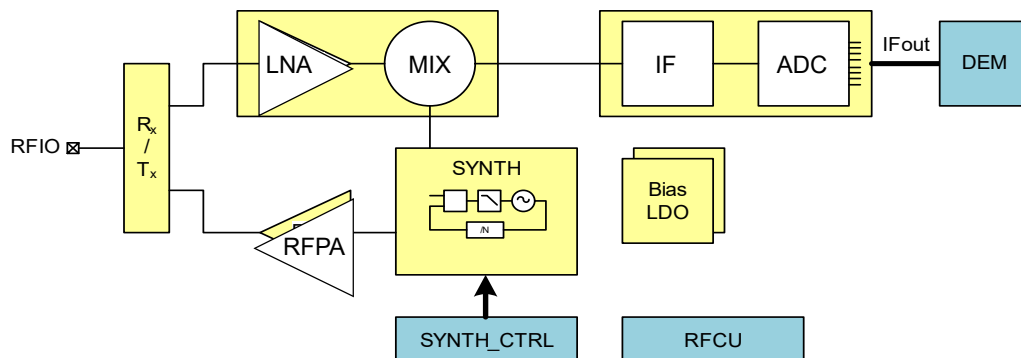 LNA
MIX
IF
ADC
IFout
DEM
RFIO
Rx
/
Tx
SYNTH
/N
Bias
LDO
RFPA
SYNTH_CTRL
RFCU